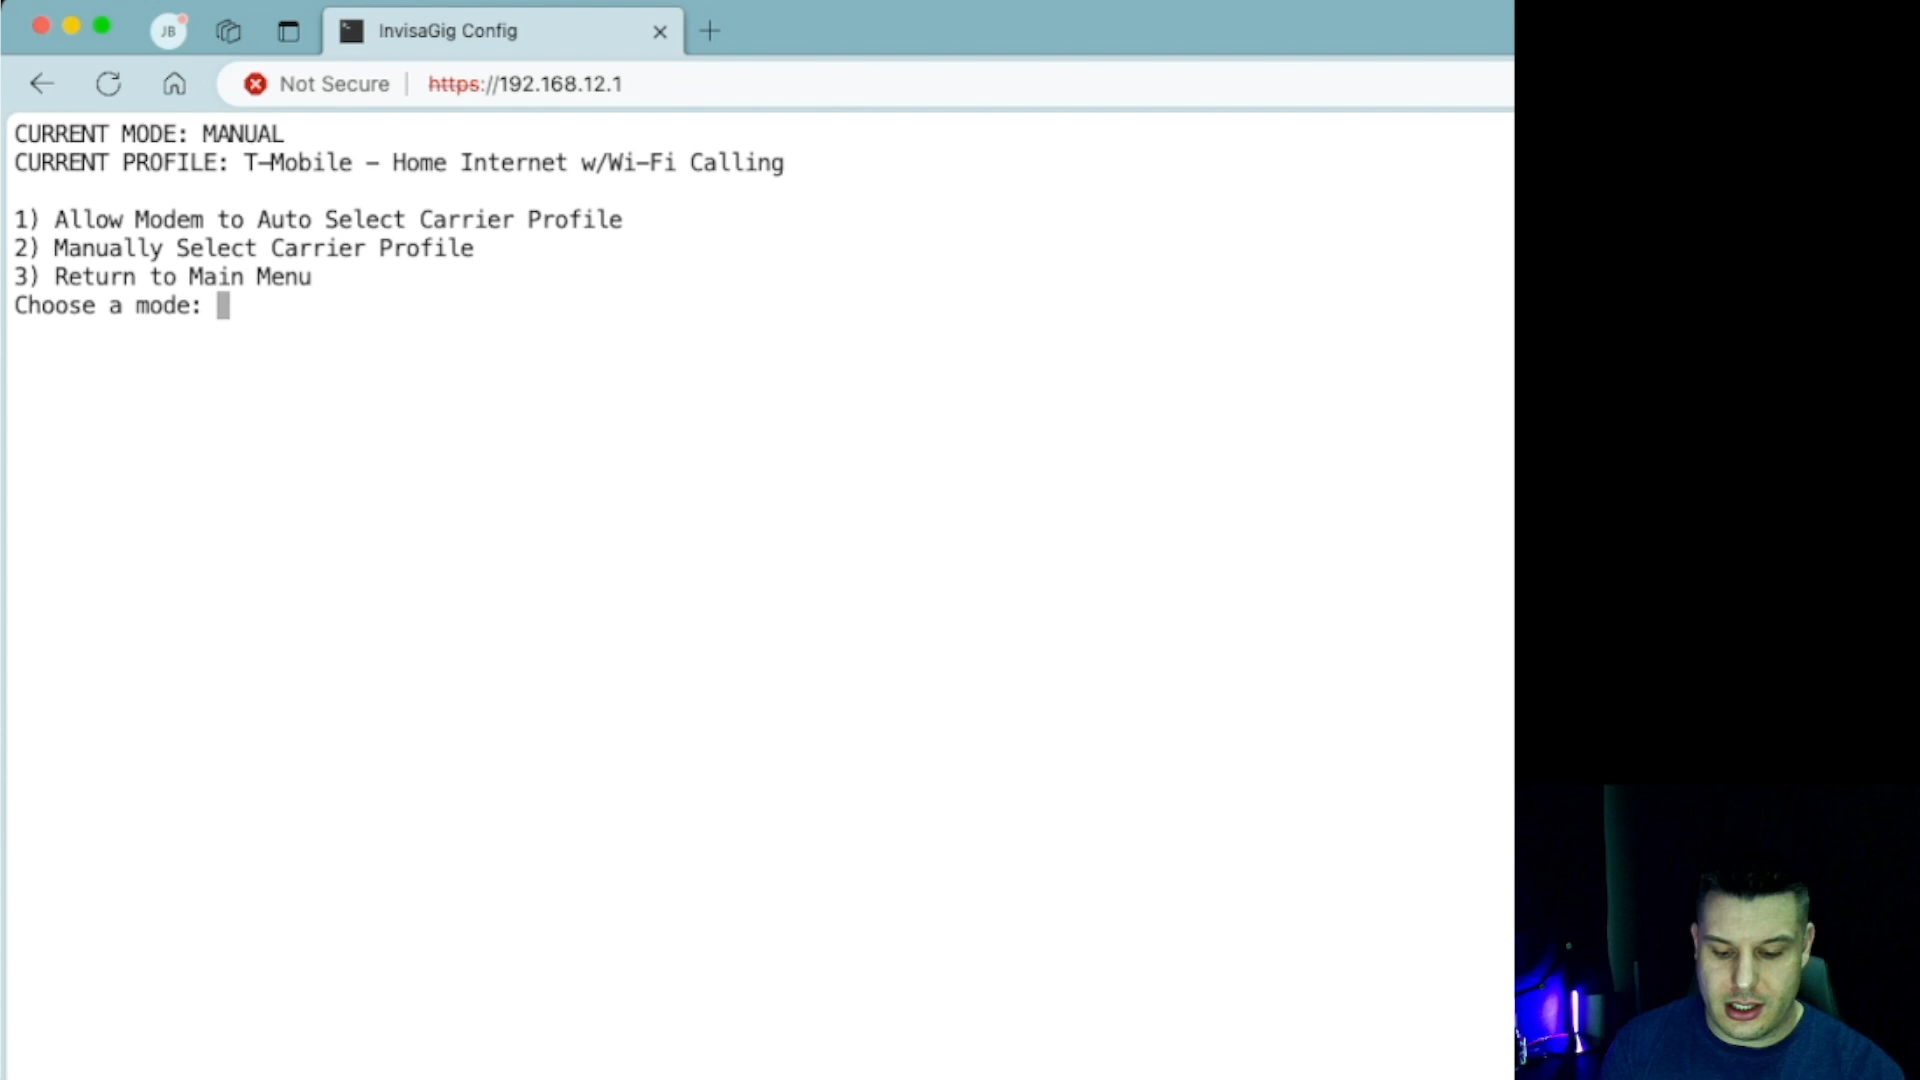 JB
InvisaGig Config
Not Secure
https://192.168.12.1
CURRENT MODE: MANUAL
CURRENT PROFILE: T-Mobile - Home Internet w/Wi-Fi Calling
1) Allow Modem to Auto Select Carrier Profile
2) Manually Select Carrier Profile
3) Return to Main Menu
Choose a mode: